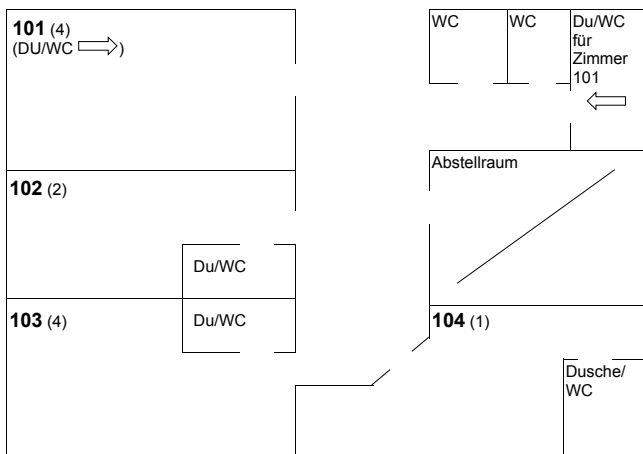 101 (4)
(DU/WC ⇨)
WC
WC
Du/WC
für
Zimmer
101
Abstellraum
102 (2)
Du/WC
103 (4)
Du/WC
104 (1)
Dusche/
WC